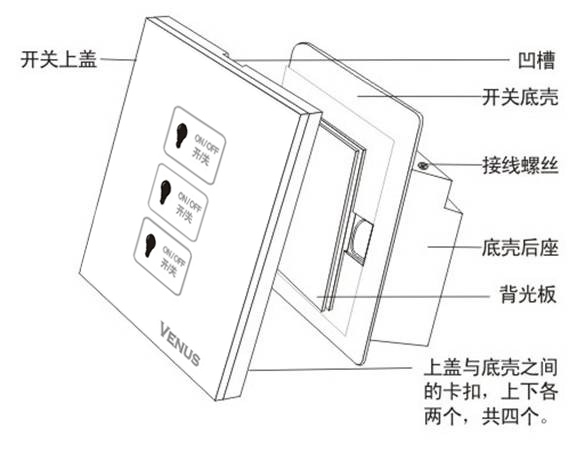 开关上盖
凹槽
开关底壳
ON/OFF
开/关
接线螺丝
ON/OFF
开/关
ON/OFF
开/关
底壳后座
背光板
VENUS
上盖与底壳之间
的卡扣，上下各
两个，共四个。